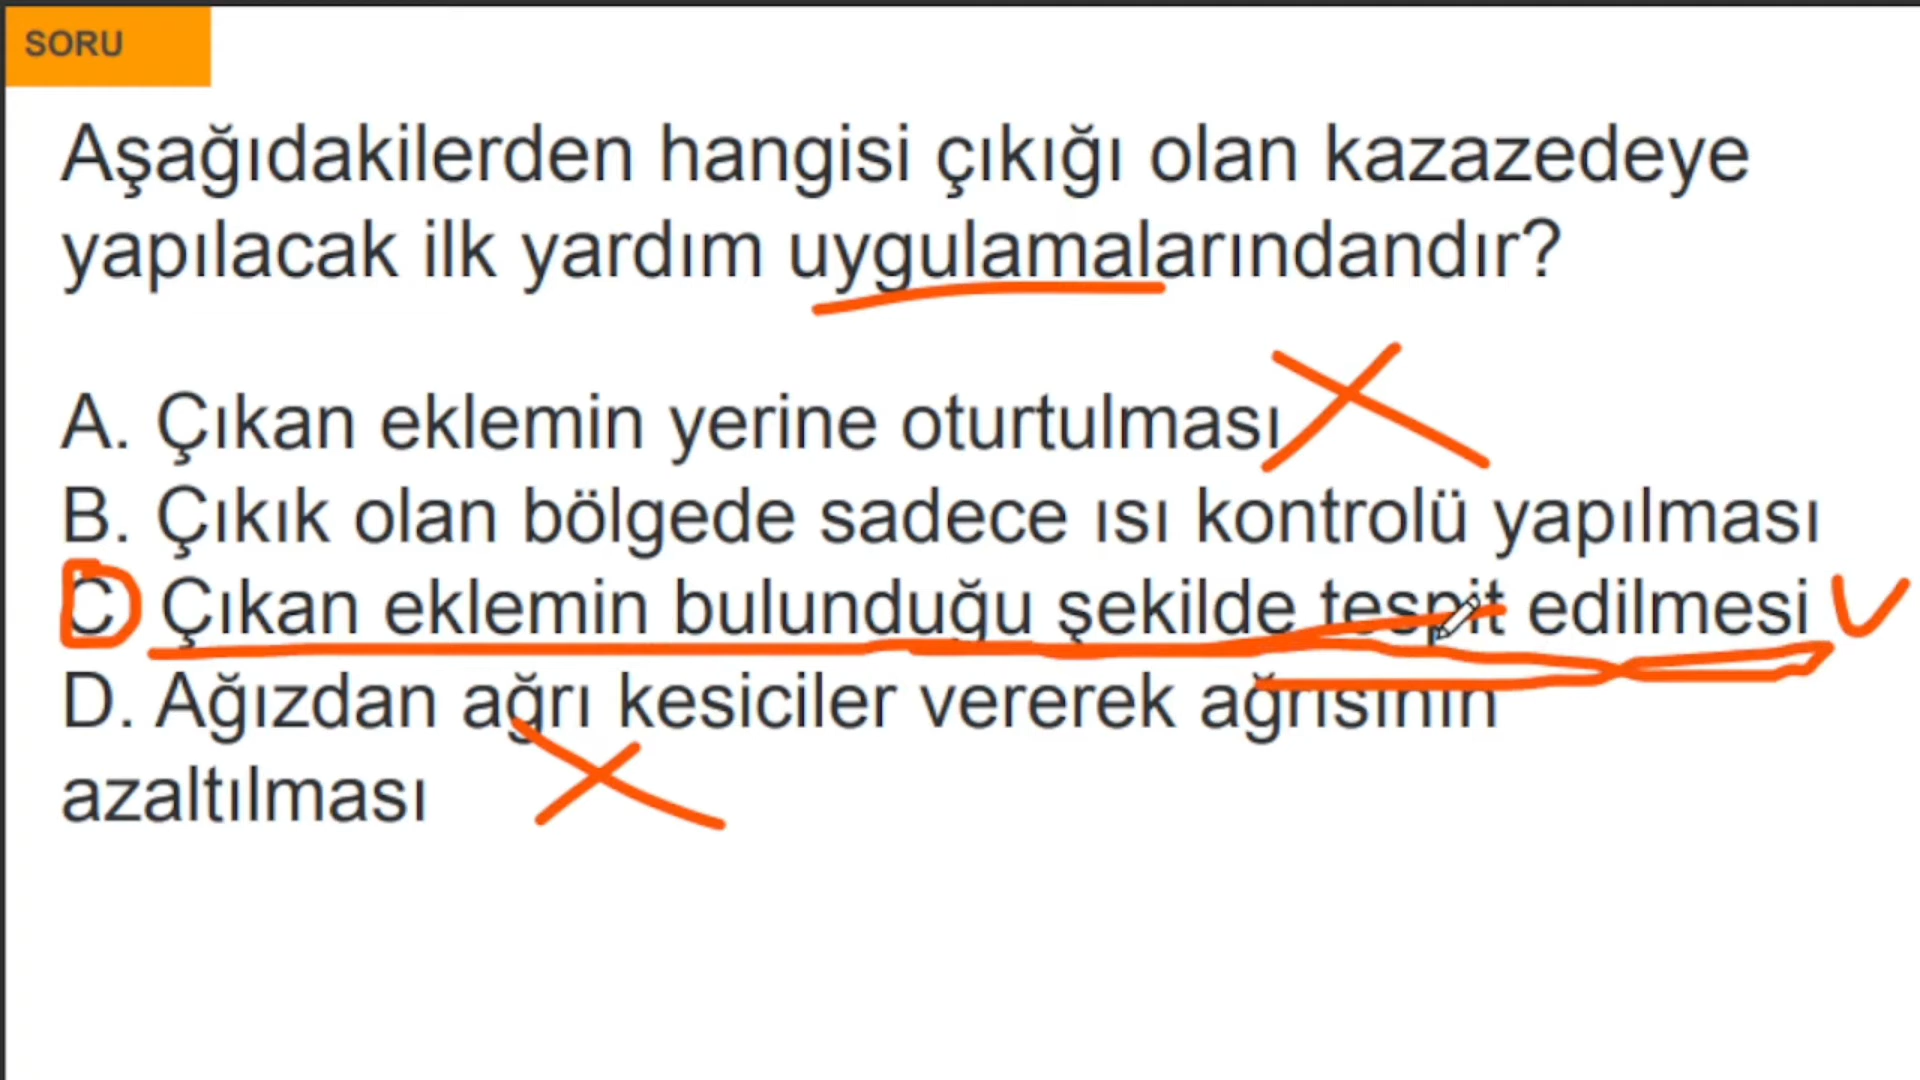 SORU
Aşağıdakilerden hangisi çıkığı olan kazazedeye
yapılacak ilk yardım uygulamalarındandır?
A. Çıkan eklemin yerine oturtulması
B. Çıkık olan bölgede sadece ısı kontrolü yapılması
C Çıkan eklemin bulunduğu şekilde tespit edilmesi
D. Ağızdan ağrı kesiciler vererek ağrısının
azaltılması